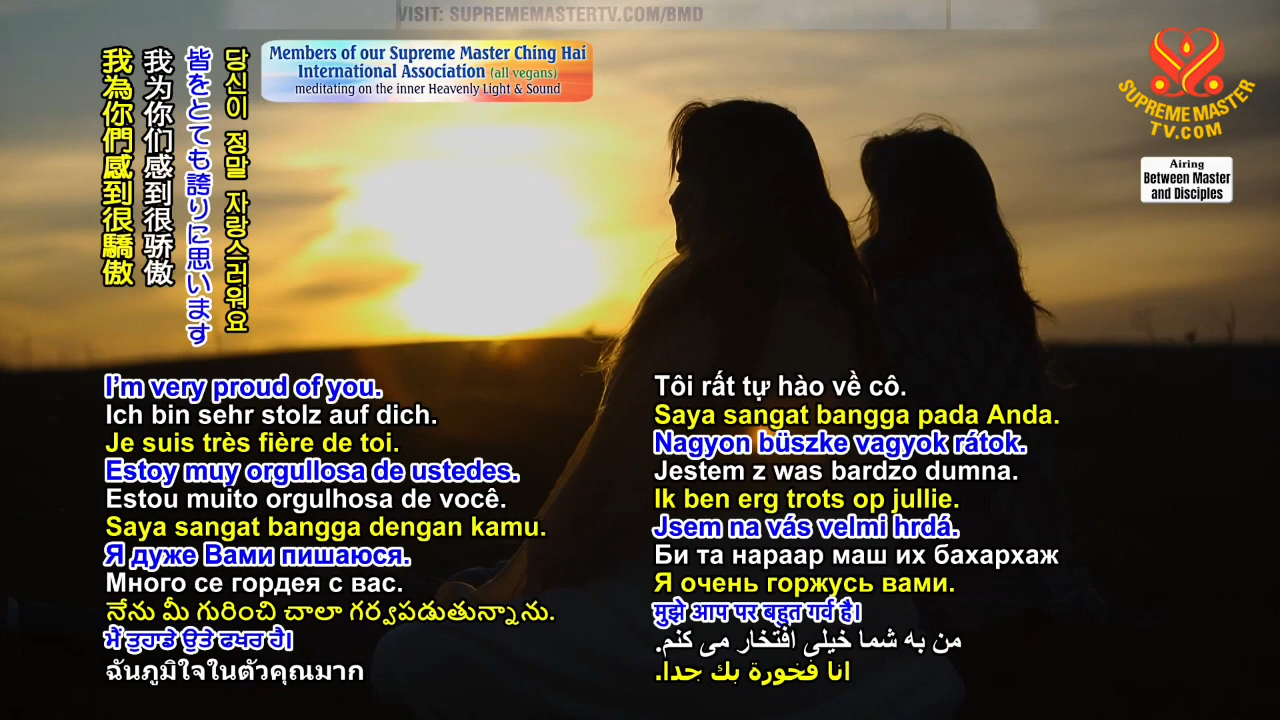 VISIT: SUPREMEMASTERTV.COM/BMD
Members of our Supreme Master Ching Hai
International Association (all vegans)
meditating on the inner Heavenly Light & Sound
SUPREME MASTER
TV.COM
Airing
Between Master
and Disciples
我為你們感到很驕傲
我为你们感到很骄傲
皆をとても誇りに思います
당신이 정말 자랑스러워요
I'm very proud of you.
Ich bin sehr stolz auf dich.
Je suis très fière de toi.
Estoy muy orgullosa de ustedes.
Estou muito orgulhosa de você.
Saya sangat bangga dengan kamu.
Я дуже Вами пишаюся.
Много се гордея с вас.
నేను మీ గురించి చాలా గర్వపడుతున్నాను.
ਮੈਂ ਤੁਹਾਡੇ ਉਤੇ ਫਖਰ ਹੈ।
ฉันภูมิใจในตัวคุณมาก
Tôi rất tự hào về cô.
Saya sangat bangga pada Anda.
Nagyon büszke vagyok rátok.
Jestem z was bardzo dumna.
Ik ben erg trots op jullie.
Jsem na vás velmi hrdá.
Би та нараар маш их бахархаж
Я очень горжусь вами.
मुझे आप पर बहुत गर्व है।
من به شما خیلی افتخار می کنم.
انا فخورة بك جدا.